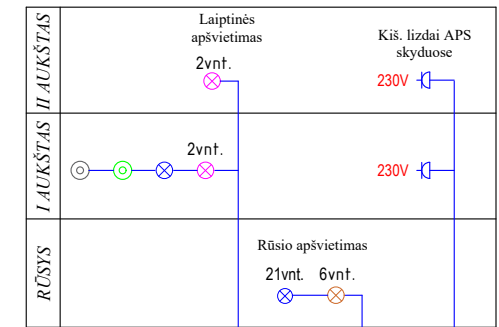 II AUKŠTAS
Laiptinės
apšvietimas
2vnt.
Kiš. lizdai APS
skyduose
230V
I AUKŠTAS
2vnt.
230V
RŪSYS
Rūsio apšvietimas
21vnt. 6vnt.